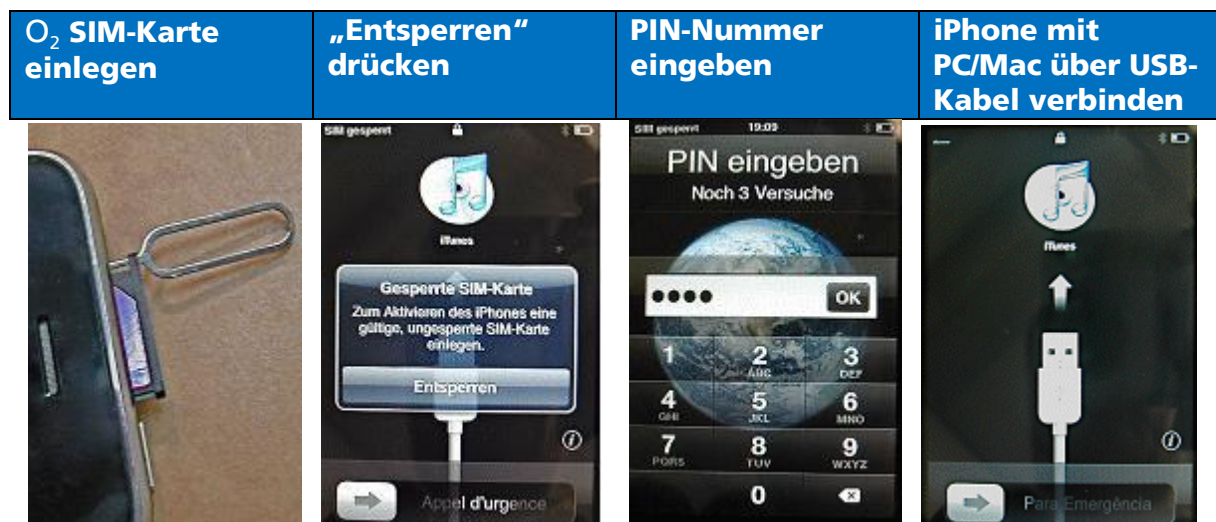 O₂ SIM-Karte
einlegen
„Entsperren“
drücken
PIN-Nummer
eingeben
iPhone mit
PC/Mac über USB-
Kabel verbinden
SIM gesperrt
iTunes
Gesperrte SIM-Karte
Zum Aktivieren des iPhones eine
gültige, ungesperrte SIM-Karte
einlegen.
Entsperren
i
Appel d'urgence
SIM gesperrt 19:09
PIN eingeben
Noch 3 Versuche
OK
1 2 3
ABC DEF
4 5 6
GHI JKL MNO
7 8 9
PQRS TUV WXYZ
0
iTunes
i
Para Emergência